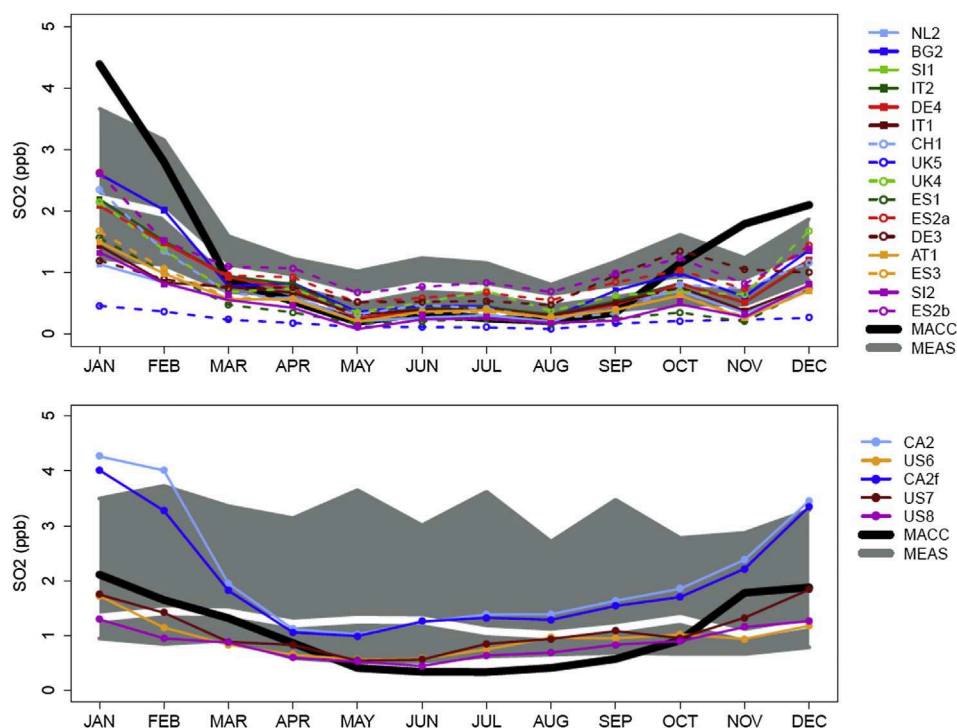 5
4
3
2
1
0
SO2 (ppb)
JAN FEB MAR APR MAY JUN JUL AUG SEP OCT NOV DEC
NL2
BG2
SI1
IT2
DE4
IT1
CH1
UK5
UK4
ES1
ES2a
DE3
AT1
ES3
SI2
ES2b
MACC
MEAS
5
4
3
2
1
0
SO2 (ppb)
JAN FEB MAR APR MAY JUN JUL AUG SEP OCT NOV DEC
CA2
US6
CA2f
US7
US8
MACC
MEAS